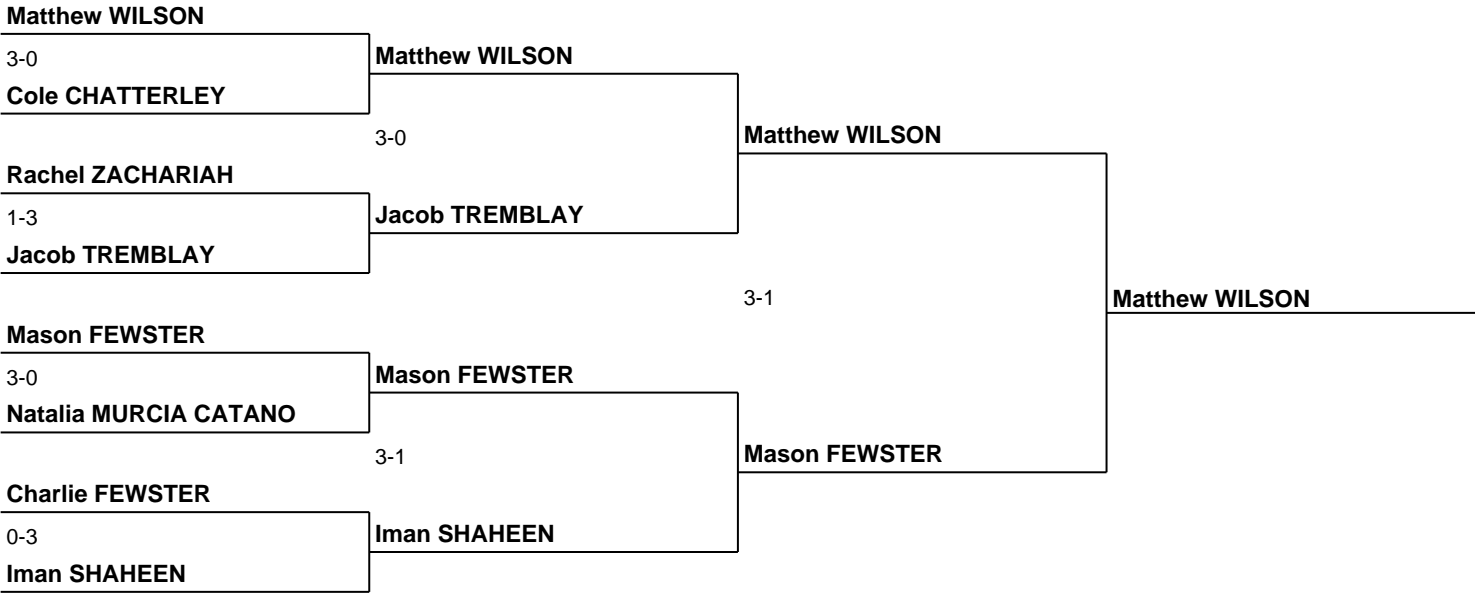 Matthew WILSON
3-0
Matthew WILSON
Cole CHATTERLEY
3-0
Matthew WILSON
Rachel ZACHARIAH
1-3
Jacob TREMBLAY
Jacob TREMBLAY
3-1
Matthew WILSON
Mason FEWSTER
3-0
Mason FEWSTER
Natalia MURCIA CATANO
3-1
Mason FEWSTER
Charlie FEWSTER
0-3
Iman SHAHEEN
Iman SHAHEEN